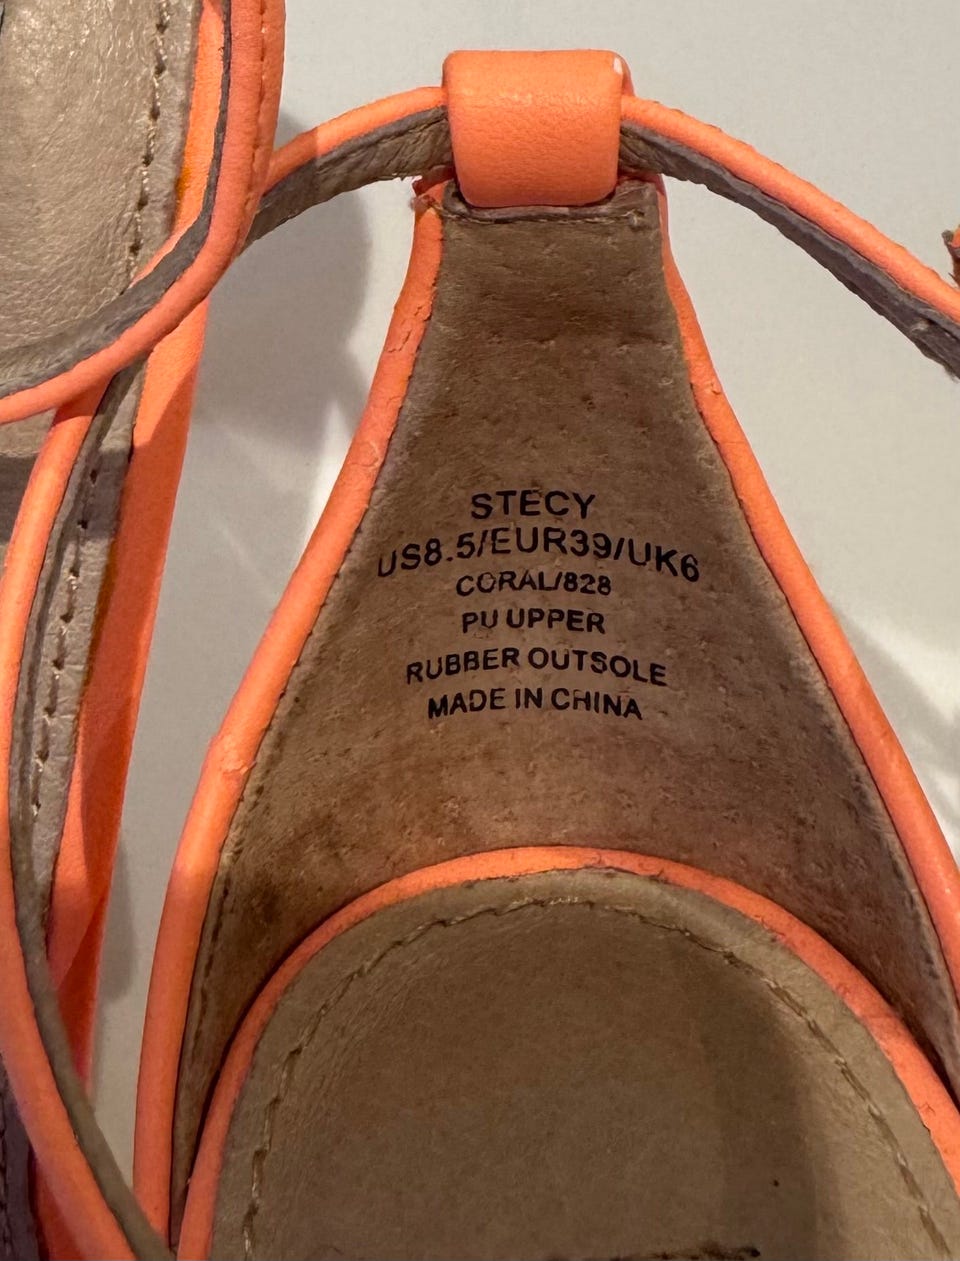 STECY
US8.5/EUR39/UK6
CORAL/828
PU UPPER
RUBBER OUTSOLE
MADE IN CHINA